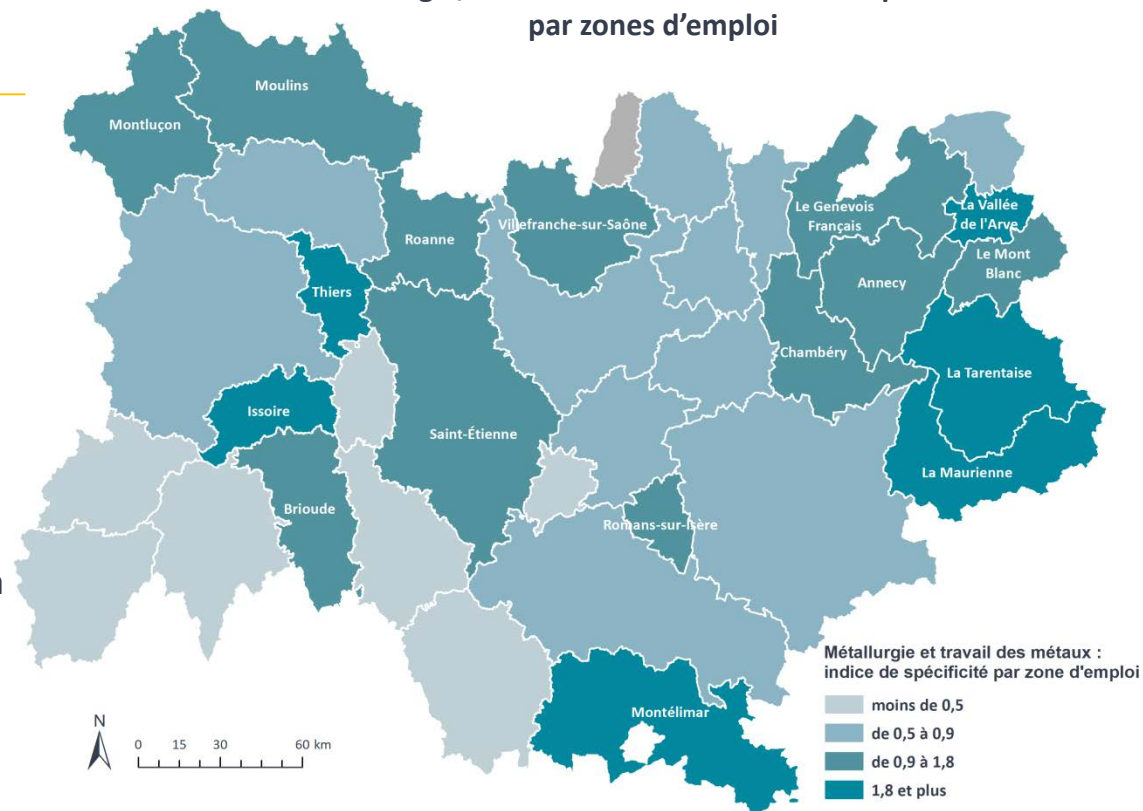 par zones d'emploi
Moulins
Montluçon
Roanne
Villefranche-sur-Saône
Le Genevois
Français
La Vallée
de l'Arve
Le Mont
Blanc
Annecy
Thiers
Chambéry
La Tarentaise
Issoire
Saint-Étienne
La Maurienne
Brioude
Romans-sur-Isère
Montélimar
N
0 15 30 60 km
Métallurgie et travail des métaux :
indice de spécificité par zone d'emploi
moins de 0,5
de 0,5 à 0,9
de 0,9 à 1,8
1,8 et plus